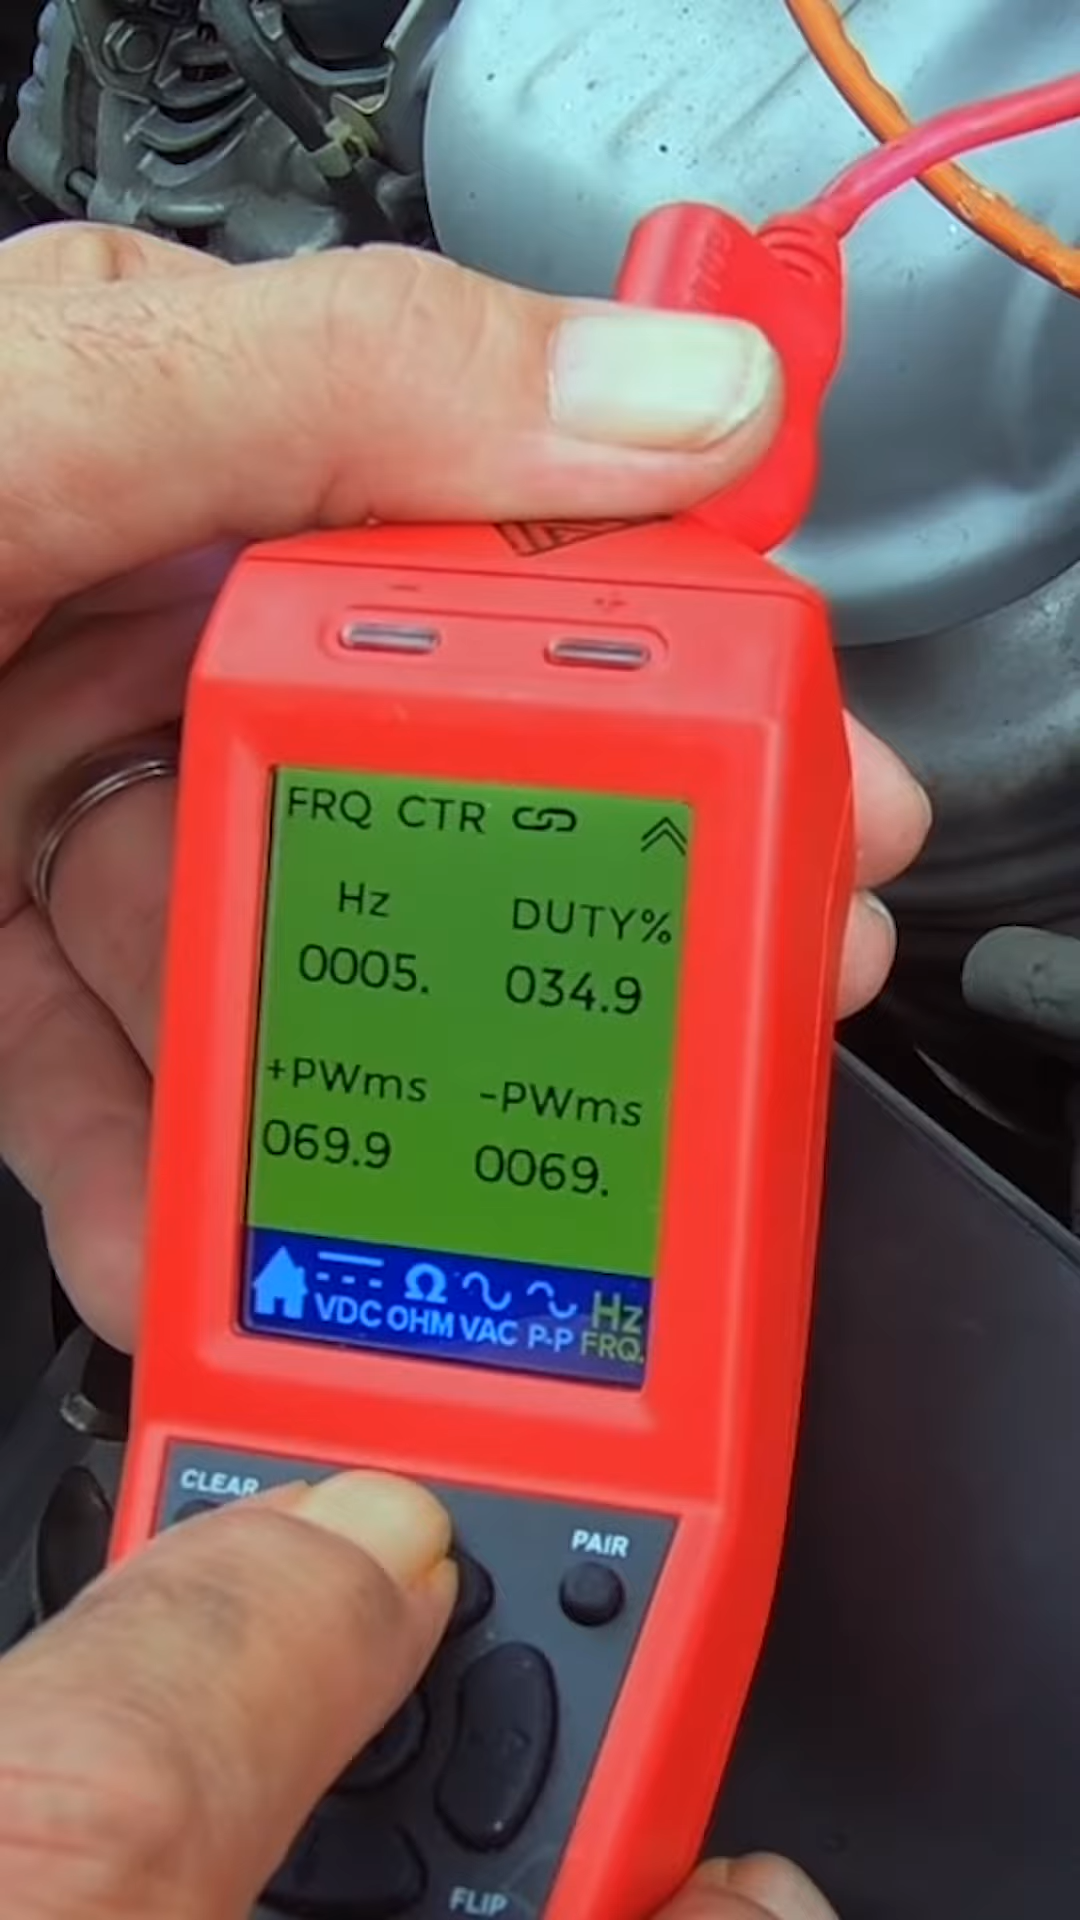 - +
FRQ CTR
Hz DUTY%
0005. 034.9
+PWms -PWms
069.9 0069.
VDC OHM VAC P-P Hz FRQ.
CLEAR
PAIR
FLIP